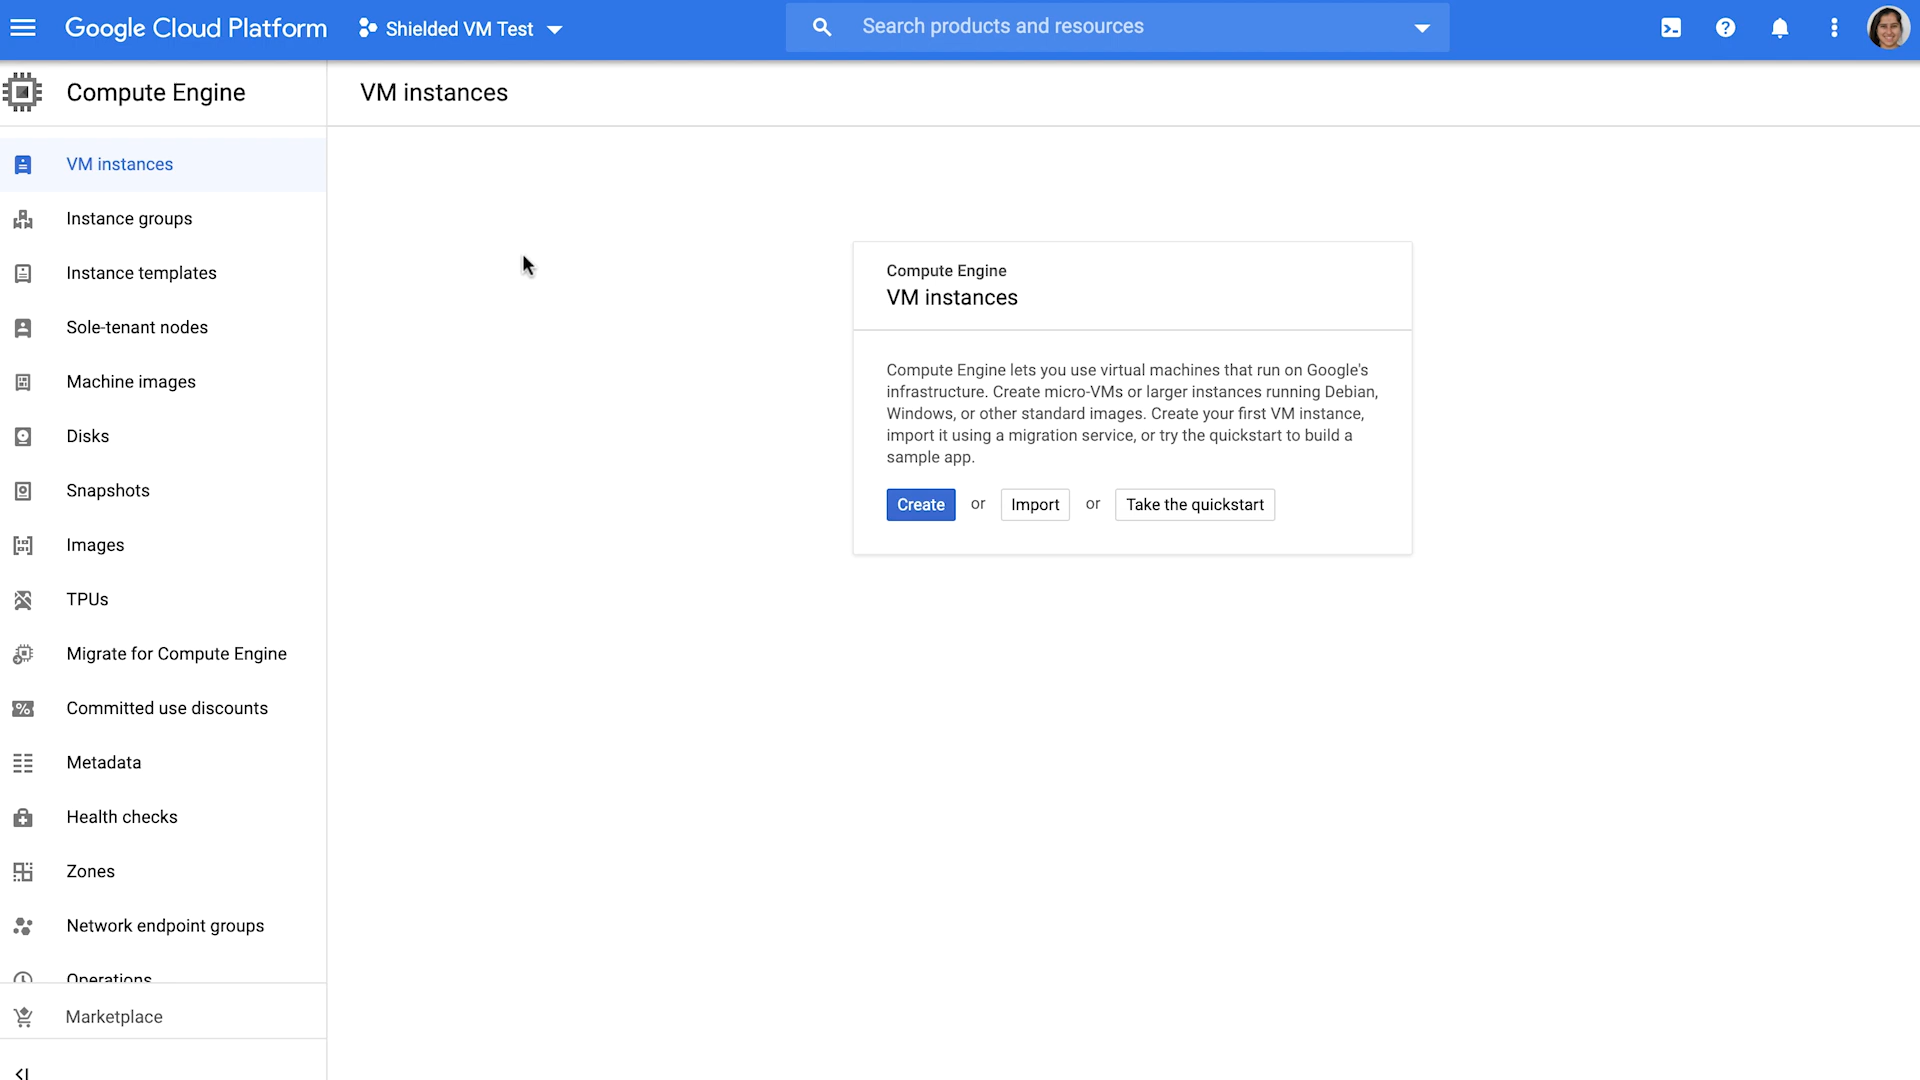 Google Cloud Platform
Shielded VM Test
Search products and resources
Compute Engine
VM instances
VM instances
Instance groups
Instance templates
Sole-tenant nodes
Machine images
Disks
Snapshots
Images
TPUs
Migrate for Compute Engine
Committed use discounts
Metadata
Health checks
Zones
Network endpoint groups
Operations
Marketplace
Compute Engine
VM instances
Compute Engine lets you use virtual machines that run on Google's
infrastructure. Create micro-VMs or larger instances running Debian,
Windows, or other standard images. Create your first VM instance,
import it using a migration service, or try the quickstart to build a
sample app.
Create or Import or Take the quickstart